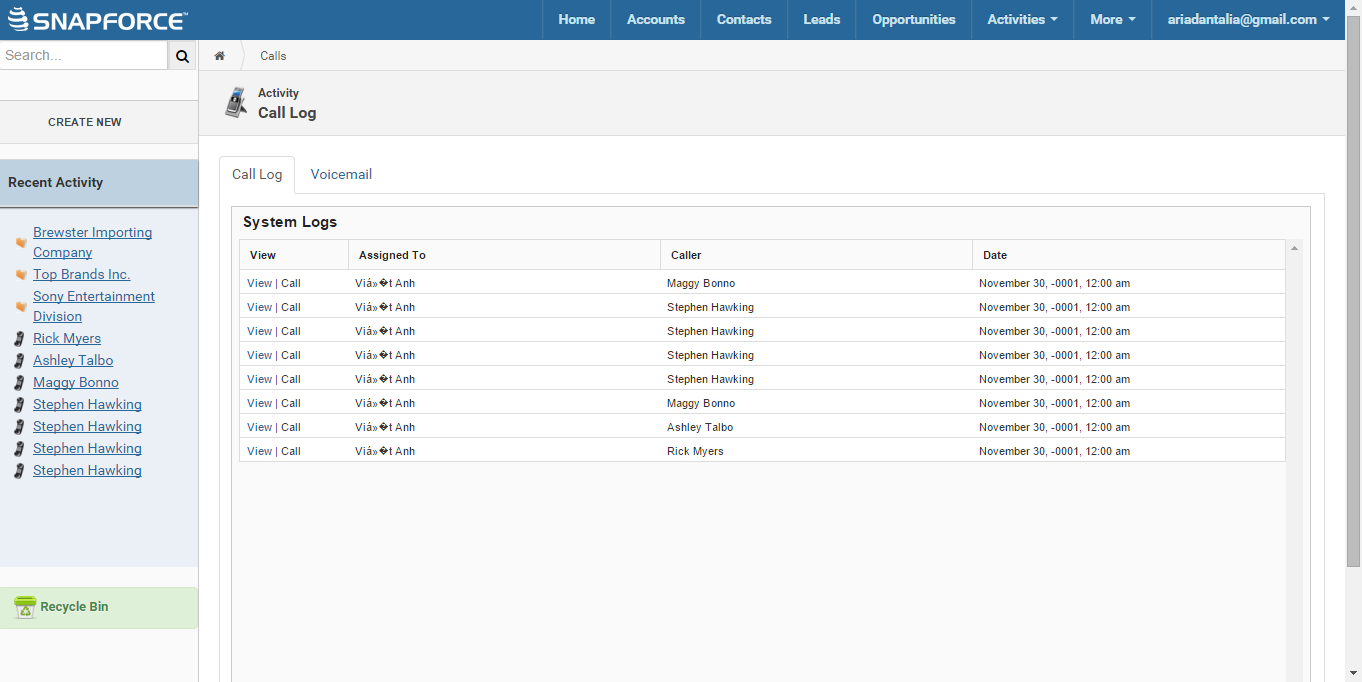 SNAPFORCE™
Home Accounts Contacts Leads Opportunities Activities More ariadantalia@gmail.com
Search...
Calls
Activity
Call Log
CREATE NEW
Recent Activity
Brewster Importing
Company
Top Brands Inc.
Sony Entertainment
Division
Rick Myers
Ashley Talbo
Maggy Bonno
Stephen Hawking
Stephen Hawking
Stephen Hawking
Stephen Hawking
Recycle Bin
Call Log Voicemail
System Logs
View Assigned To Caller Date
View | Call Viá»�t Anh Maggy Bonno November 30, -0001, 12:00 am
View | Call Viá»�t Anh Stephen Hawking November 30, -0001, 12:00 am
View | Call Viá»�t Anh Stephen Hawking November 30, -0001, 12:00 am
View | Call Viá»�t Anh Stephen Hawking November 30, -0001, 12:00 am
View | Call Viá»�t Anh Stephen Hawking November 30, -0001, 12:00 am
View | Call Viá»�t Anh Maggy Bonno November 30, -0001, 12:00 am
View | Call Viá»�t Anh Ashley Talbo November 30, -0001, 12:00 am
View | Call Viá»�t Anh Rick Myers November 30, -0001, 12:00 am